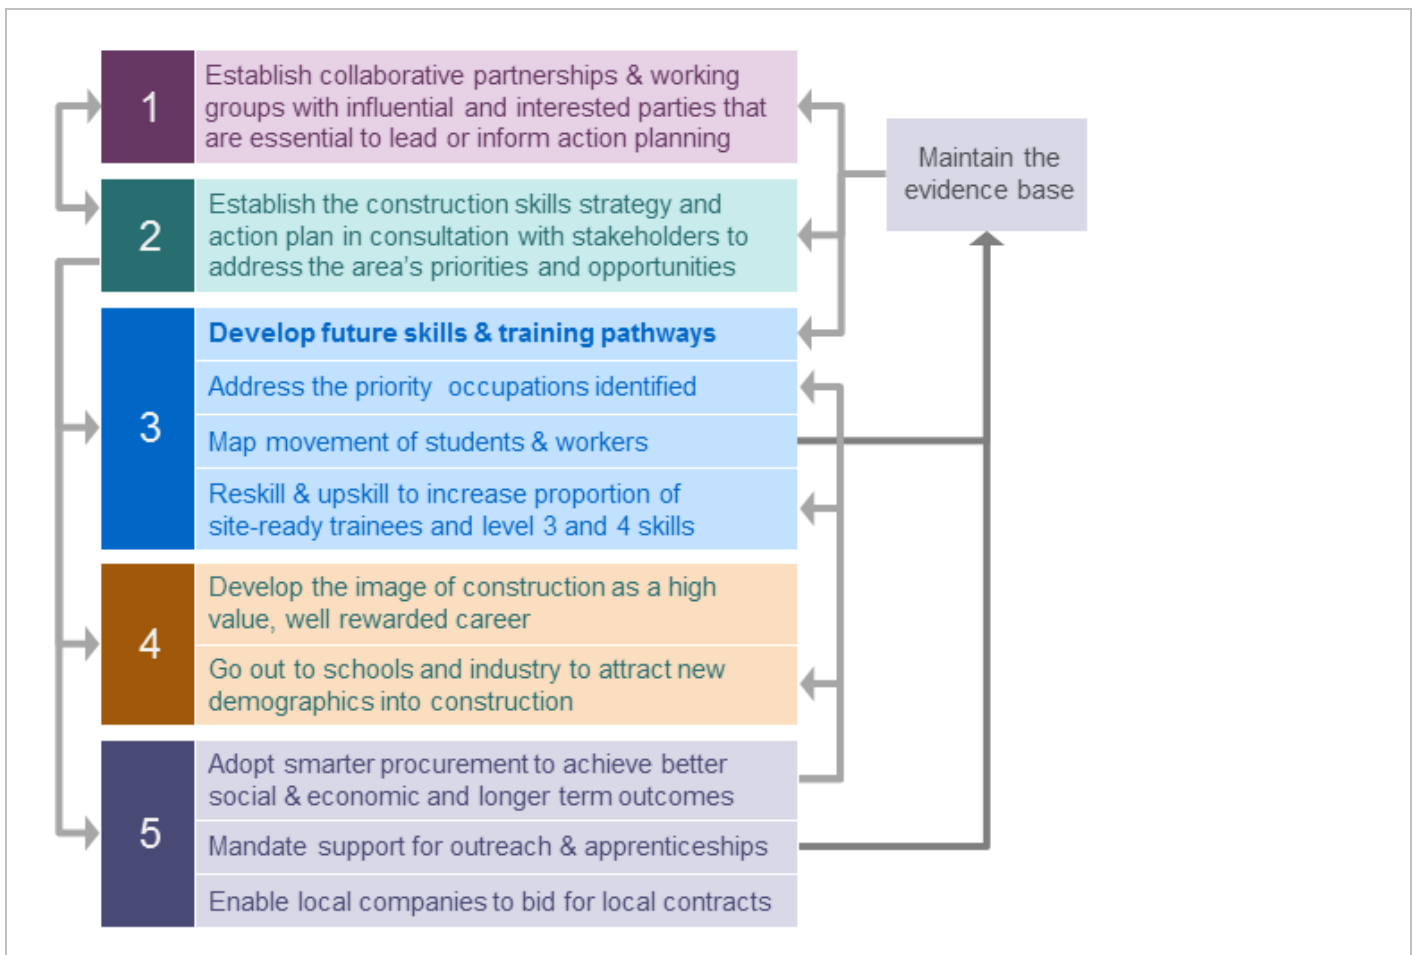 1
Establish collaborative partnerships & working
groups with influential and interested parties that
are essential to lead or inform action planning
Maintain the
evidence base
2
Establish the construction skills strategy and
action plan in consultation with stakeholders to
address the area's priorities and opportunities
3
Develop future skills & training pathways
Address the priority occupations identified
Map movement of students & workers
Reskill & upskill to increase proportion of
site-ready trainees and level 3 and 4 skills
4
Develop the image of construction as a high
value, well rewarded career
Go out to schools and industry to attract new
demographics into construction
5
Adopt smarter procurement to achieve better
social & economic and longer term outcomes
Mandate support for outreach & apprenticeships
Enable local companies to bid for local contracts